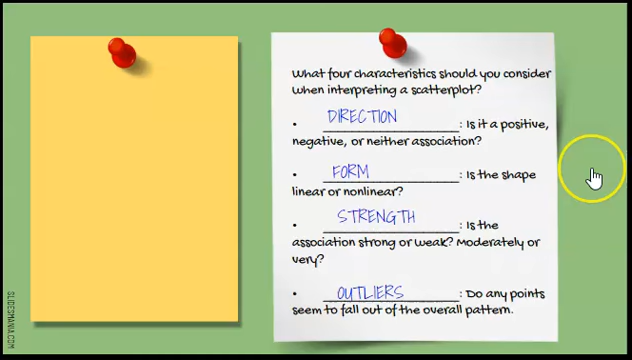 What four characteristics should you consider
when interpreting a scatterplot?
• DIRECTION : Is it a positive,
negative, or neither association?
• FORM : Is the shape
linear or nonlinear?
• STRENGTH : Is the
association strong or weak? Moderately or
very?
• OUTLIERS : Do any points
seem to fall out of the overall pattern.
SLIDESMANIA.COM